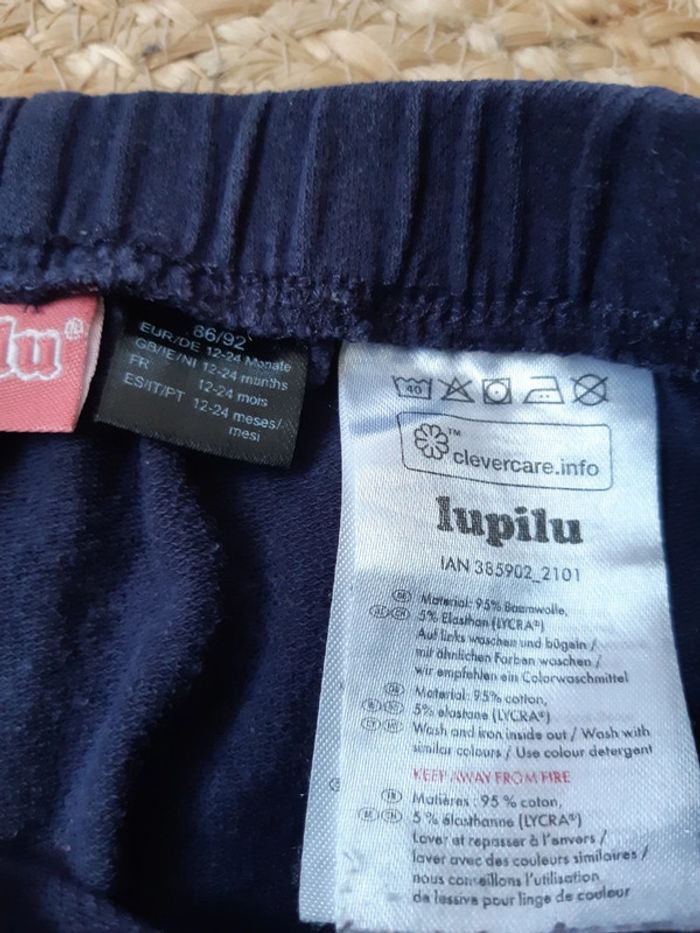 lu®
86/92
EUR/DE 12-24 Monate
GB/IE/NI 12-24 months
FR 12-24 mois
ES/IT/PT 12-24 meses/
mesi
40
™
clevercare.info
lupilu
IAN 385902_2101
DE Material: 95% Baumwolle,
5% Elasthan (LYCRA®)
Auf links waschen und bügeln /
mit ähnlichen Farben waschen /
wir empfehlen ein Colorwaschmittel
GB Material: 95% cotton,
5% elastane (LYCRA®)
Wash and iron inside out / Wash with
similar colours / Use colour detergent
KEEP AWAY FROM FIRE
FR Matières : 95 % coton,
5 % élasthanne (LYCRA®)
Laver et repasser à l'envers /
laver avec des couleurs similaires /
nous conseillons l'utilisation
de lessive pour linge de couleur